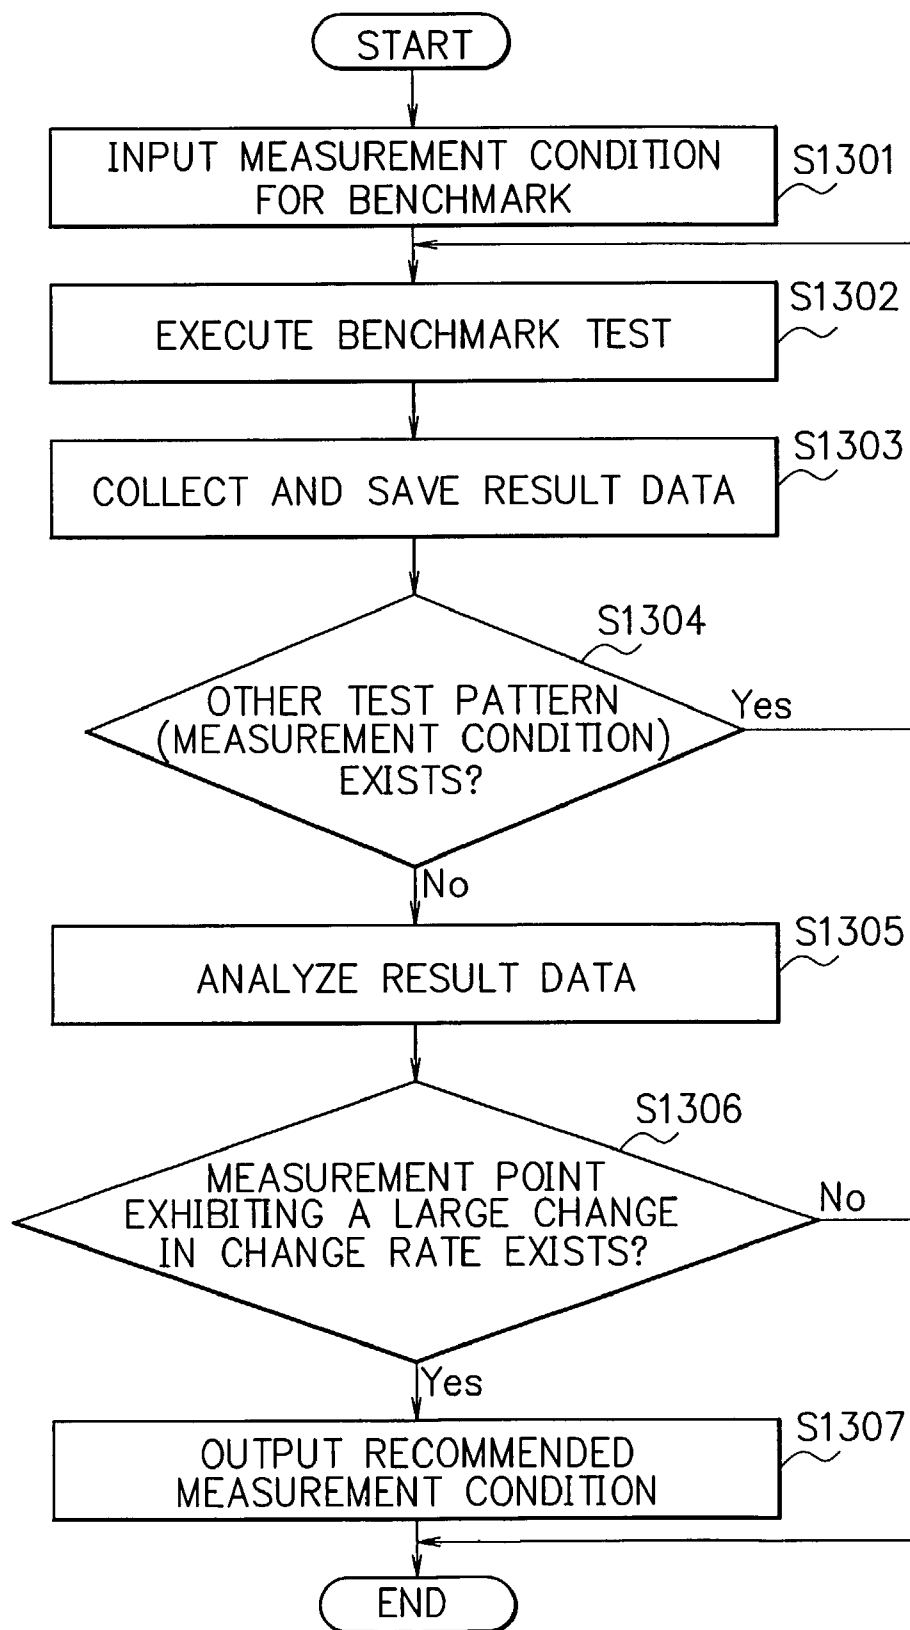 START
INPUT MEASUREMENT CONDITION
FOR BENCHMARK
S1301
EXECUTE BENCHMARK TEST
S1302
COLLECT AND SAVE RESULT DATA
S1303
S1304
OTHER TEST PATTERN
(MEASUREMENT CONDITION)
EXISTS?
Yes
No
ANALYZE RESULT DATA
S1305
S1306
MEASUREMENT POINT
EXHIBITING A LARGE CHANGE
IN CHANGE RATE EXISTS?
No
Yes
OUTPUT RECOMMENDED
MEASUREMENT CONDITION
S1307
END